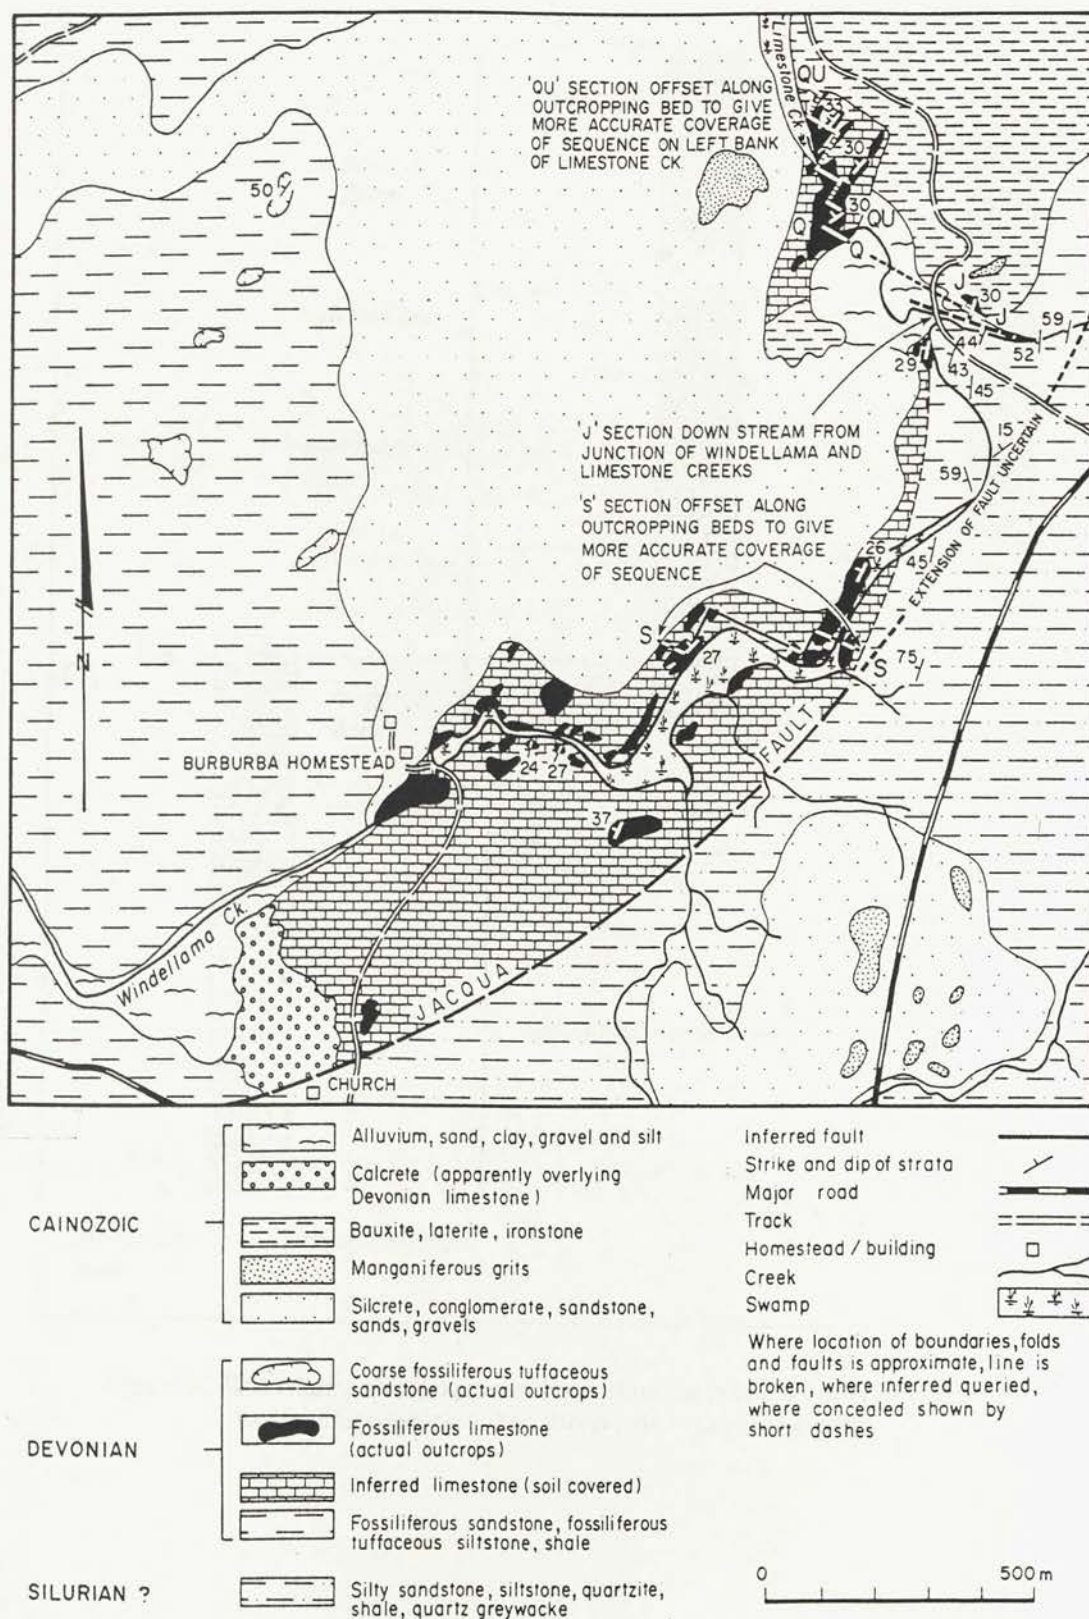 Limestone Ck.
QU
'QU' SECTION OFFSET ALONG
OUTCROPPING BED TO GIVE
MORE ACCURATE COVERAGE
OF SEQUENCE ON LEFT BANK
OF LIMESTONE CK.
33
30
50
30
QU
Q
Q
J
30
J
59
44
52
29
43
45
'J' SECTION DOWN STREAM FROM
JUNCTION OF WINDELLAMA AND
LIMESTONE CREEKS
15
59
'S' SECTION OFFSET ALONG
OUTCROPPING BEDS TO GIVE
MORE ACCURATE COVERAGE
OF SEQUENCE
EXTENSION OF FAULT UNCERTAIN
26
45
N
S
27
S
75
FAULT
BURBURBA HOMESTEAD
24
27
37
Windellama Ck.
JACQUA
CHURCH
CAINOZOIC
Alluvium, sand, clay, gravel and silt
Calcrete (apparently overlying
Devonian limestone)
Bauxite, laterite, ironstone
Manganiferous grits
Silcrete, conglomerate, sandstone,
sands, gravels
DEVONIAN
Coarse fossiliferous tuffaceous
sandstone (actual outcrops)
Fossiliferous limestone
(actual outcrops)
Inferred limestone (soil covered)
Fossiliferous sandstone, fossiliferous
tuffaceous siltstone, shale
SILURIAN ?
Silty sandstone, siltstone, quartzite,
shale, quartz greywacke
Inferred fault
Strike and dip of strata
Major road
Track
Homestead / building
Creek
Swamp
Where location of boundaries, folds
and faults is approximate, line is
broken, where inferred queried,
where concealed shown by
short dashes
0 500 m